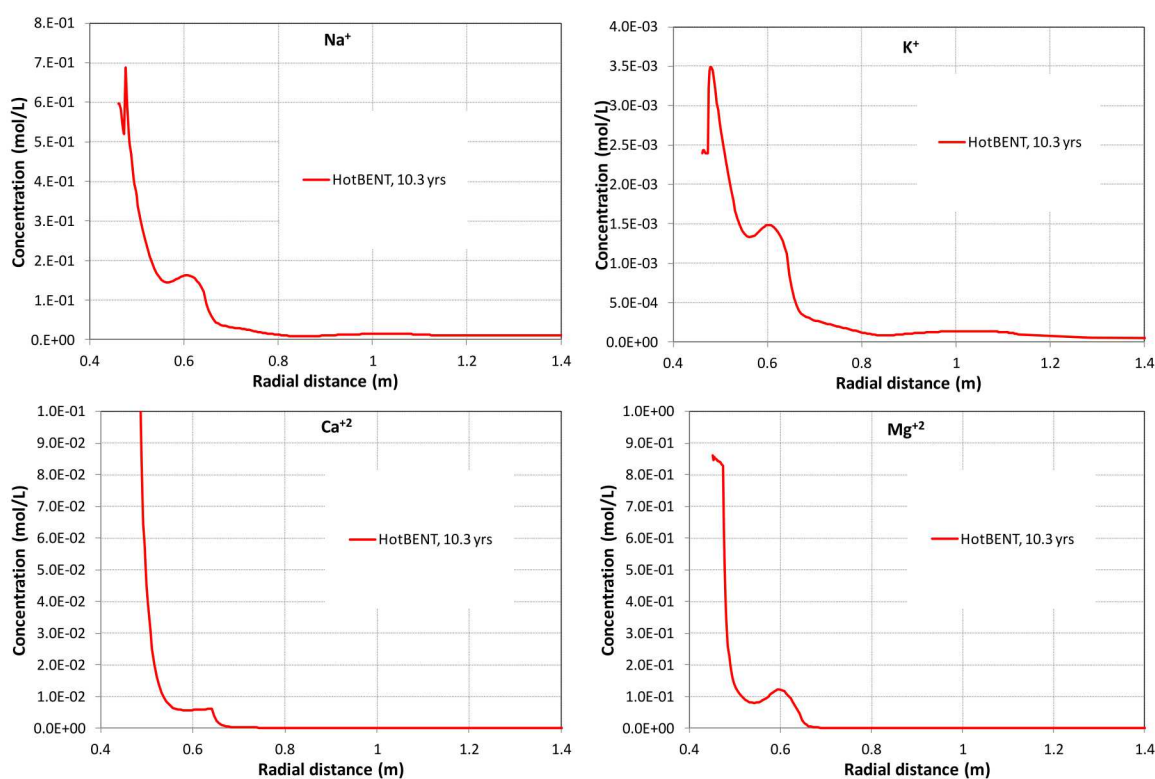 Na+
Concentration (mol/L)
8.E-01
7.E-01
6.E-01
5.E-01
4.E-01
3.E-01
2.E-01
1.E-01
0.E+00
HotBENT, 10.3 yrs
0.4 0.6 0.8 1 1.2 1.4
Radial distance (m)
K+
Concentration (mol/L)
4.0E-03
3.5E-03
3.0E-03
2.5E-03
2.0E-03
1.5E-03
1.0E-03
5.0E-04
0.0E+00
HotBENT, 10.3 yrs
0.4 0.6 0.8 1 1.2 1.4
Radial distance (m)
Ca+2
Concentration (mol/L)
1.0E-01
9.0E-02
8.0E-02
7.0E-02
6.0E-02
5.0E-02
4.0E-02
3.0E-02
2.0E-02
1.0E-02
0.0E+00
HotBENT, 10.3 yrs
0.4 0.6 0.8 1 1.2 1.4
Radial distance (m)
Mg+2
Concentration (mol/L)
1.0E+00
9.0E-01
8.0E-01
7.0E-01
6.0E-01
5.0E-01
4.0E-01
3.0E-01
2.0E-01
1.0E-01
0.0E+00
HotBENT, 10.3 yrs
0.4 0.6 0.8 1 1.2 1.4
Radial distance (m)